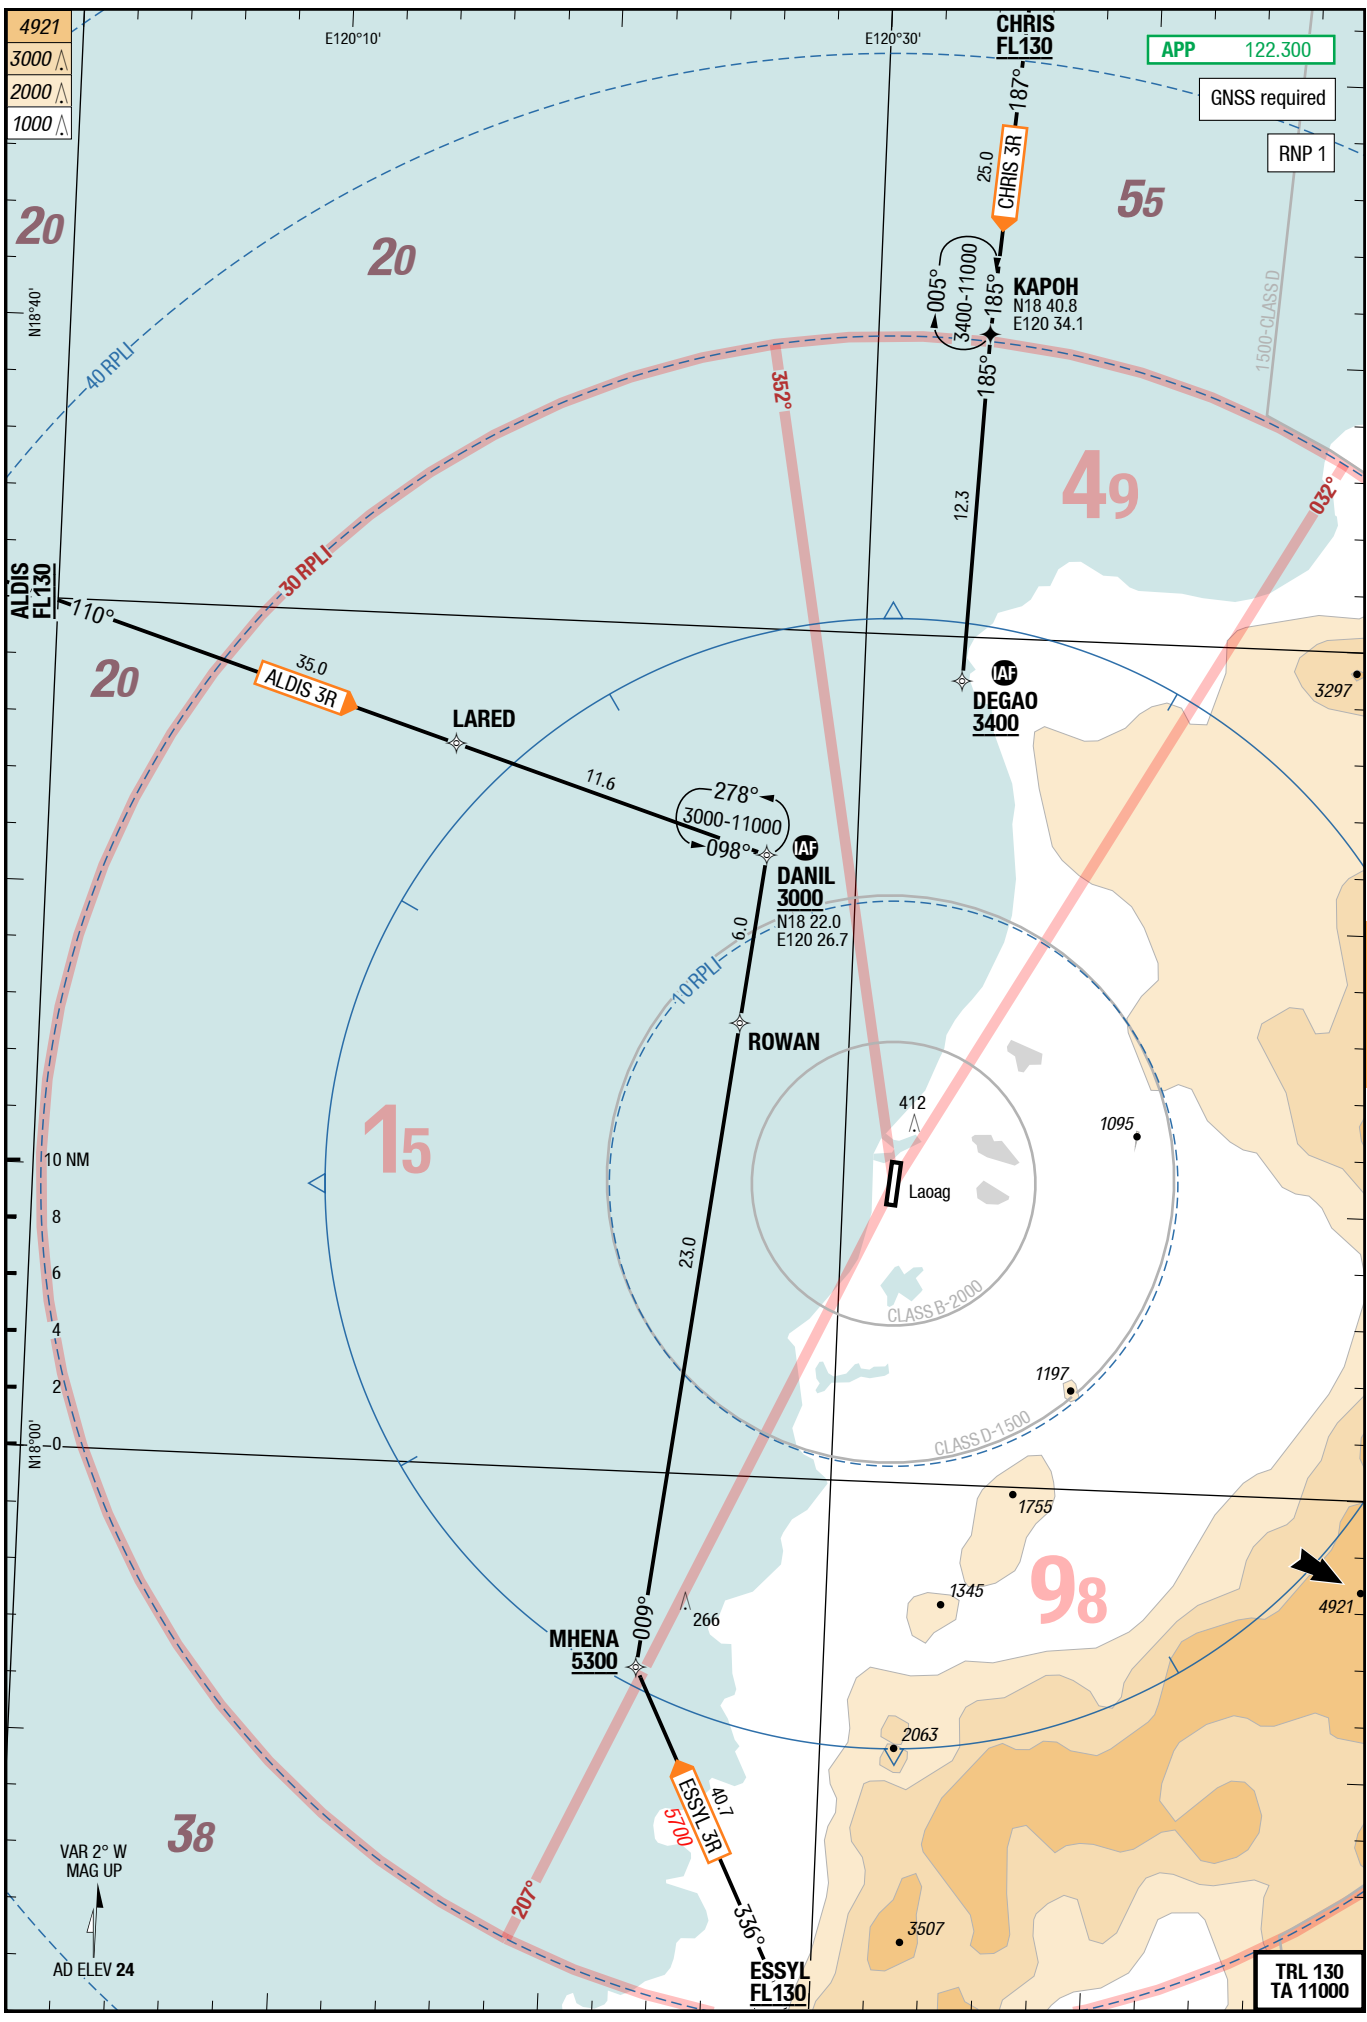 4921
3000
2000
1000
E120°10'
E120°30'
CHRIS
FL130
APP 122.300
GNSS required
RNP 1
187°
25.0
CHRIS 3R
55
20
20
N18°40'
005°
3400-11000
185°
KAPOH
N18 40.8
E120 34.1
1500-CLASS D
40 RPLI
185°
352°
49
032°
12.3
30 RPLI
ALDIS
FL130
110°
20
35.0
ALDIS 3R
LARED
IAF
DEGAO
3400
3297
11.6
278°
3000-11000
098°
IAF
DANIL
3000
N18 22.0
E120 26.7
6.0
10 RPLI
ROWAN
412
1095
15
10 NM
Laoag
8
23.0
6
CLASS B-2000
4
2
1197
CLASS D-1500
N18°00'
0
1755
98
1345
4921
009°
266
MHENA
5300
2063
40.7
ESSYL 3R
5700
38
VAR 2° W
MAG UP
207°
336°
3507
AD ELEV 24
ESSYL
FL130
TRL 130
TA 11000